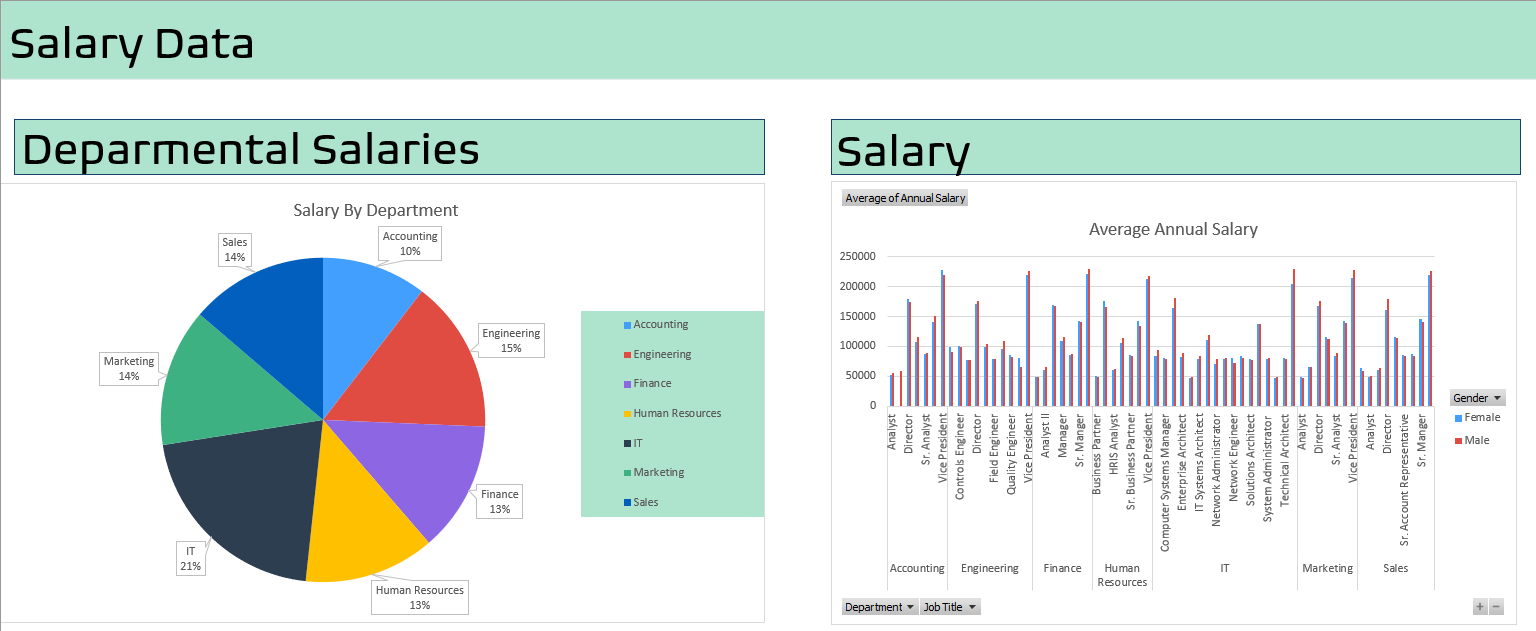 Salary Data
Deparmental Salaries
Salary By Department
Accounting
10%
Engineering
15%
Finance
13%
Human Resources
13%
IT
21%
Marketing
14%
Sales
14%
Accounting
Engineering
Finance
Human Resources
IT
Marketing
Sales
Salary
Average of Annual Salary
Average Annual Salary
250000
200000
150000
100000
50000
0
Analyst
Director
Sr. Analyst
Vice President
Controls Engineer
Director
Field Engineer
Quality Engineer
Vice President
Analyst II
Manager
Sr. Manger
Business Partner
HRIS Analyst
Sr. Business Partner
Vice President
Computer Systems Manager
Enterprise Architect
IT Systems Architect
Network Administrator
Network Engineer
Solutions Architect
System Administrator
Technical Architect
Analyst
Director
Sr. Analyst
Vice President
Analyst
Director
Sr. Account Representative
Sr. Manger
Accounting
Engineering
Finance
Human
Resources
IT
Marketing
Sales
Gender
Female
Male
Department
Job Title
+ −